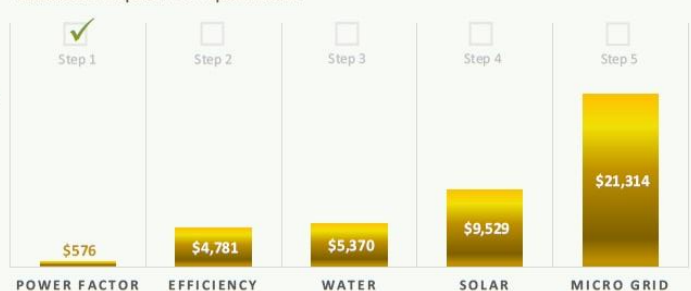 Step 1
Step 2
Step 3
Step 4
Step 5
$576
$4,781
$5,370
$9,529
$21,314
POWER FACTOR
EFFICIENCY
WATER
SOLAR
MICRO GRID